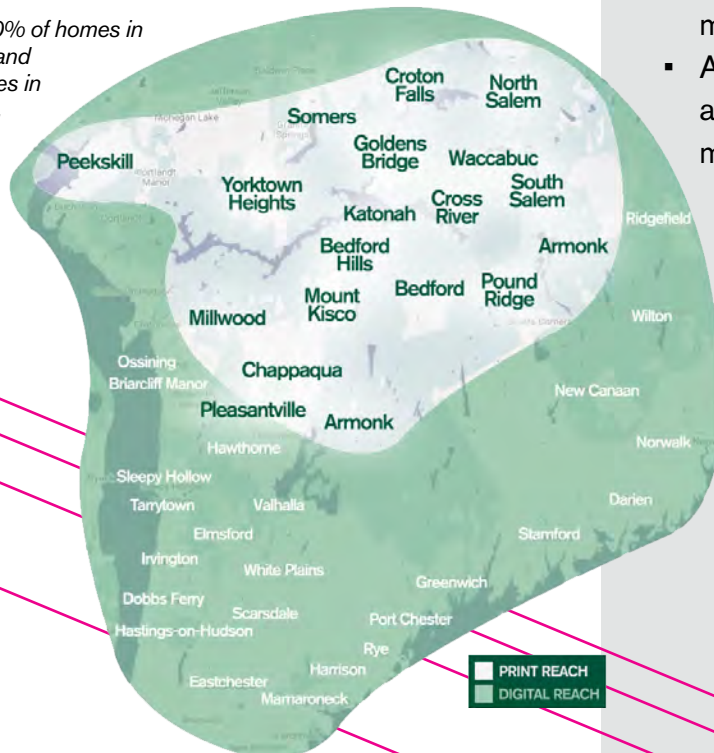 0% of homes in
and
es in
m
▪ A
a
m
Croton
Falls
North
Salem
Mohegan Lake
Somers
Goldens
Bridge
Waccabuc
Peekskill
Yorktown
Heights
South
Salem
Cross
River
Katonah
Ridgefield
Bedford
Hills
Armonk
Bedford
Pound
Ridge
Mount
Kisco
Millwood
Wilton
Ossining
Chappaqua
Briarcliff Manor
New Canaan
Pleasantville
Armonk
Hawthorne
Norwalk
Sleepy Hollow
Tarrytown
Valhalla
Darien
Elmsford
Stamford
Irvington
White Plains
Greenwich
Dobbs Ferry
Scarsdale
Port Chester
Hastings-on-Hudson
Rye
Harrison
Eastchester
Mamaroneck
PRINT REACH
DIGITAL REACH